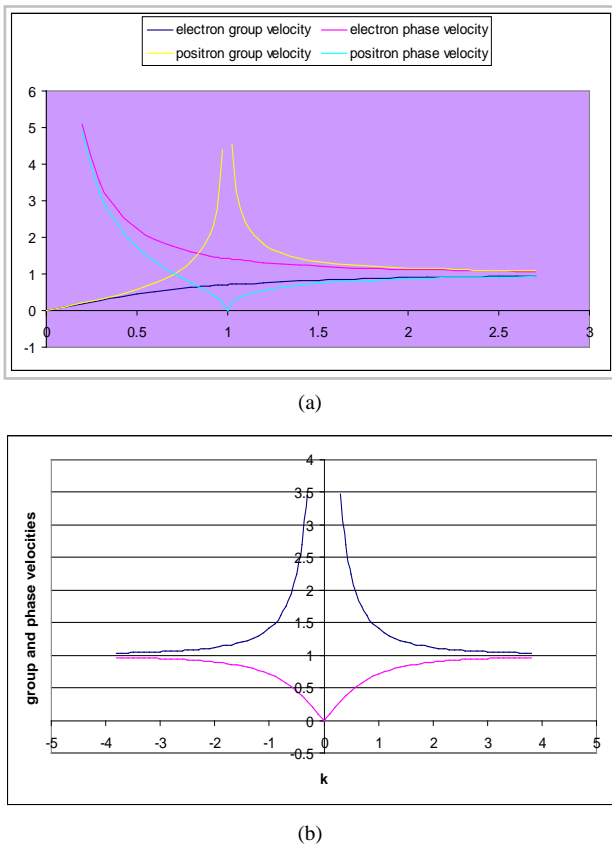 electron group velocity electron phase velocity
positron group velocity positron phase velocity
6
5
4
3
2
1
0
-1
0 0.5 1 1.5 2 2.5 3
(a)
group and phase velocities
4
3.5
3
2.5
2
1.5
1
0.5
0
-0.5
-5 -4 -3 -2 -1 0 1 2 3 4 5
k
(b)